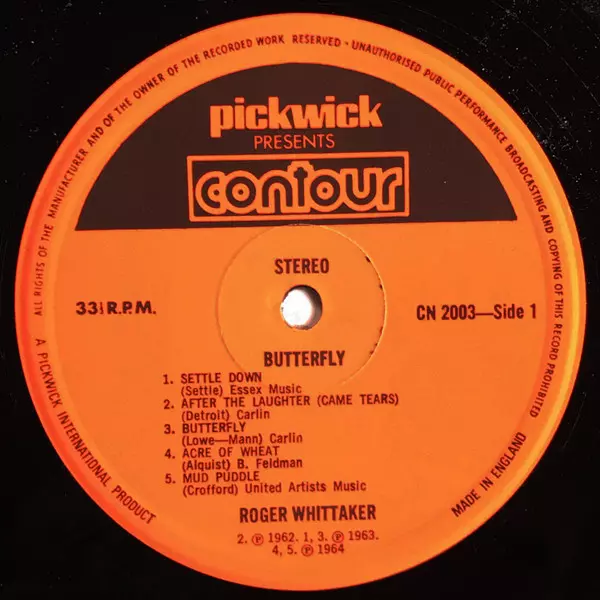 ALL RIGHTS OF THE MANUFACTURER AND OF THE OWNER OF THE RECORDED WORK RESERVED · UNAUTHORISED PUBLIC PERFORMANCE BROADCASTING AND COPYING OF THIS RECORD PROHIBITED
pickwick
PRESENTS
contour
STEREO
33⅓ R.P.M.
CN 2003—Side 1
BUTTERFLY
1. SETTLE DOWN
(Settle) Essex Music
2. AFTER THE LAUGHTER (CAME TEARS)
(Detroit) Carlin
3. BUTTERFLY
(Lowe—Mann) Carlin
4. ACRE OF WHEAT
(Alquist) B. Feldman
5. MUD PUDDLE
(Crofford) United Artists Music
ROGER WHITTAKER
2. ℗ 1962. 1, 3. ℗ 1963.
4, 5. ℗ 1964
A PICKWICK INTERNATIONAL PRODUCT
MADE IN ENGLAND